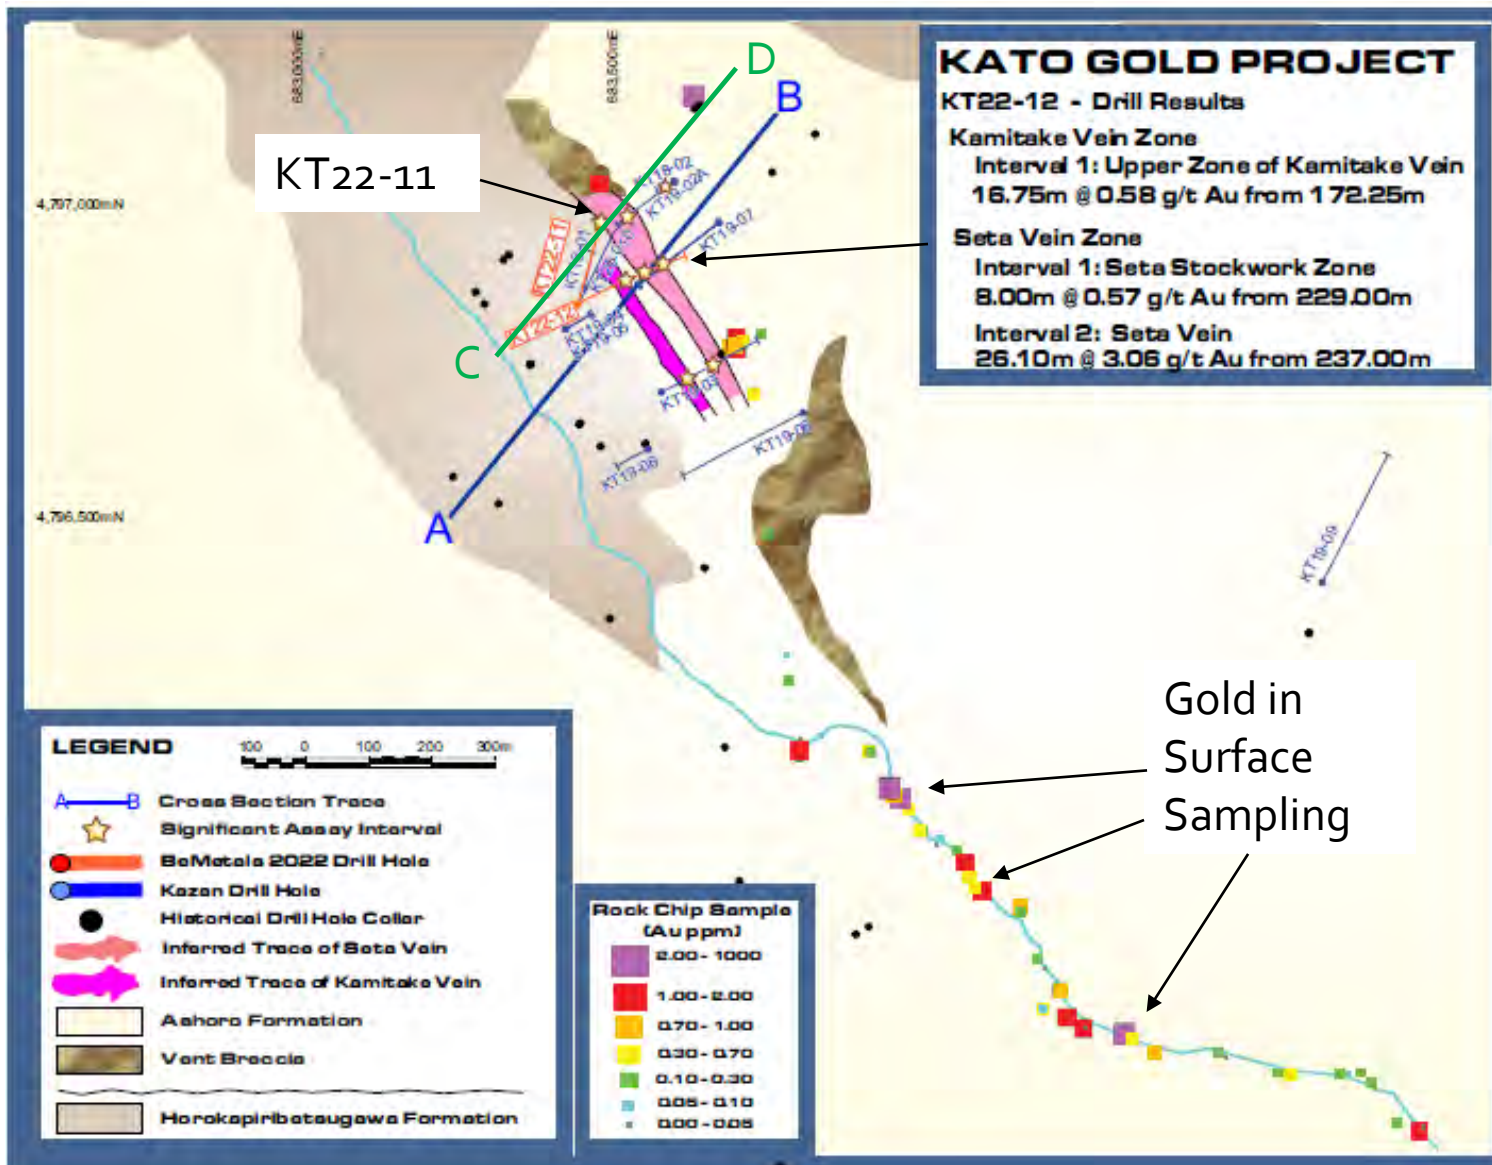 KATO GOLD PROJECT
KT22-12 - Drill Results
Kamitake Vein Zone
Interval 1: Upper Zone of Kamitake Vein
16.75m @ 0.58 g/t Au from 172.25m
Seta Vein Zone
Interval 1: Seta Stockwork Zone
8.00m @ 0.57 g/t Au from 229.00m
Interval 2: Seta Vein
26.10m @ 3.06 g/t Au from 237.00m
683,000mE
683,500mE
4,797,000mN
4,796,500mN
D
B
C
A
KT22-11
KT22-11
KT22-12
KT19-02
KT19-02A
KT19-01
KT19-07
KT19-05
KT19-03
KT19-06
KT19-09
Gold in
Surface
Sampling
LEGEND
100 0 100 200 300m
A B Cross Section Trace
Significant Assay Interval
BeMetals 2022 Drill Hole
Kazan Drill Hole
Historical Drill Hole Collar
Inferred Trace of Seta Vein
Inferred Trace of Kamitake Vein
Ashoro Formation
Vent Breccia
Horokapiribetsugawa Formation
Rock Chip Sample
(Au ppm)
2.00 - 1000
1.00 - 2.00
0.70 - 1.00
0.30 - 0.70
0.10 - 0.30
0.05 - 0.10
0.00 - 0.05